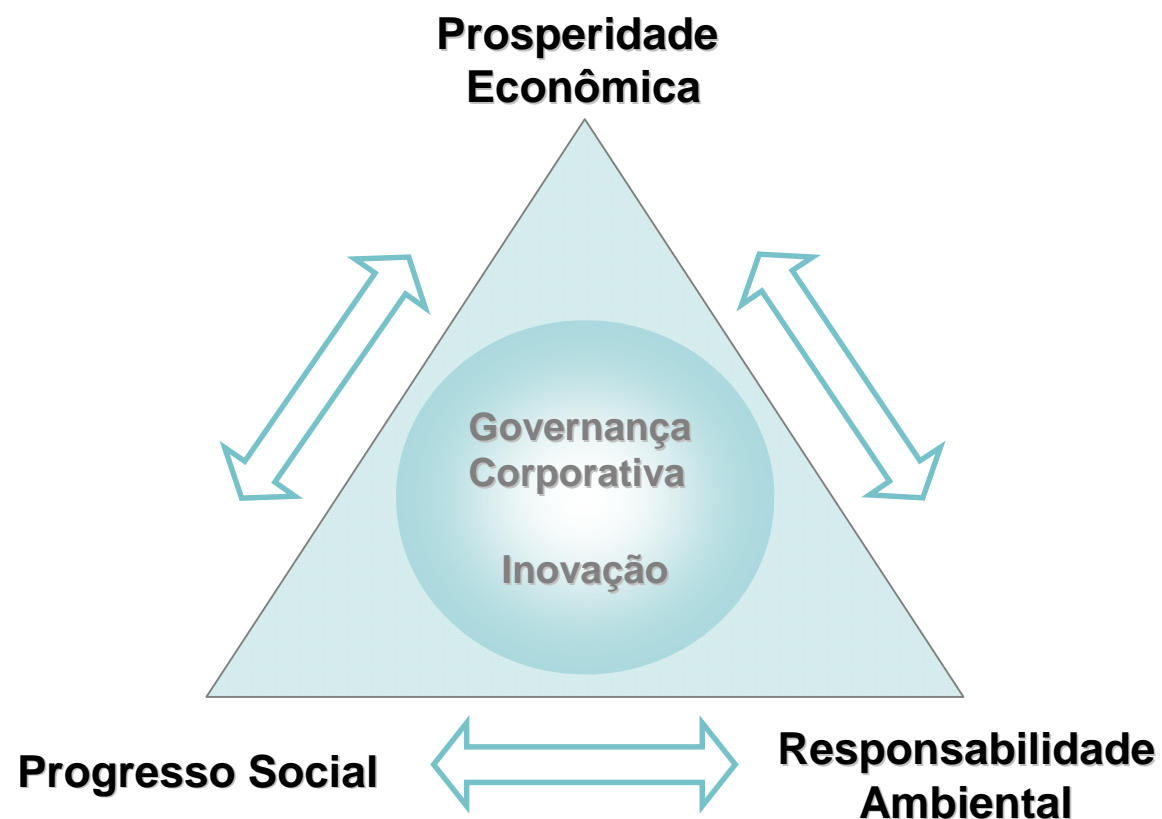 Prosperidade
Econômica
Governança
Corporativa
Inovação
Progresso Social
Responsabilidade
Ambiental